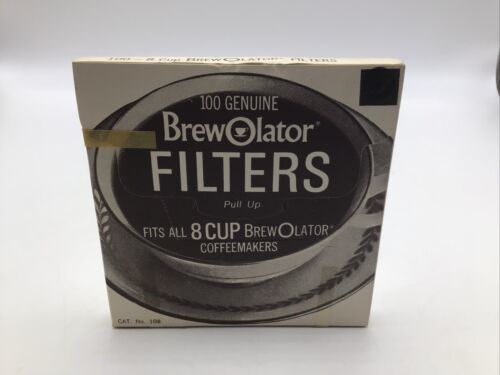 100 - 8 Cup BREWOLATOR FILTERS
100 GENUINE
BrewOlator®
FILTERS
Pull Up
FITS ALL 8 CUP BREWOLATOR®
COFFEEMAKERS
CAT. No. 108